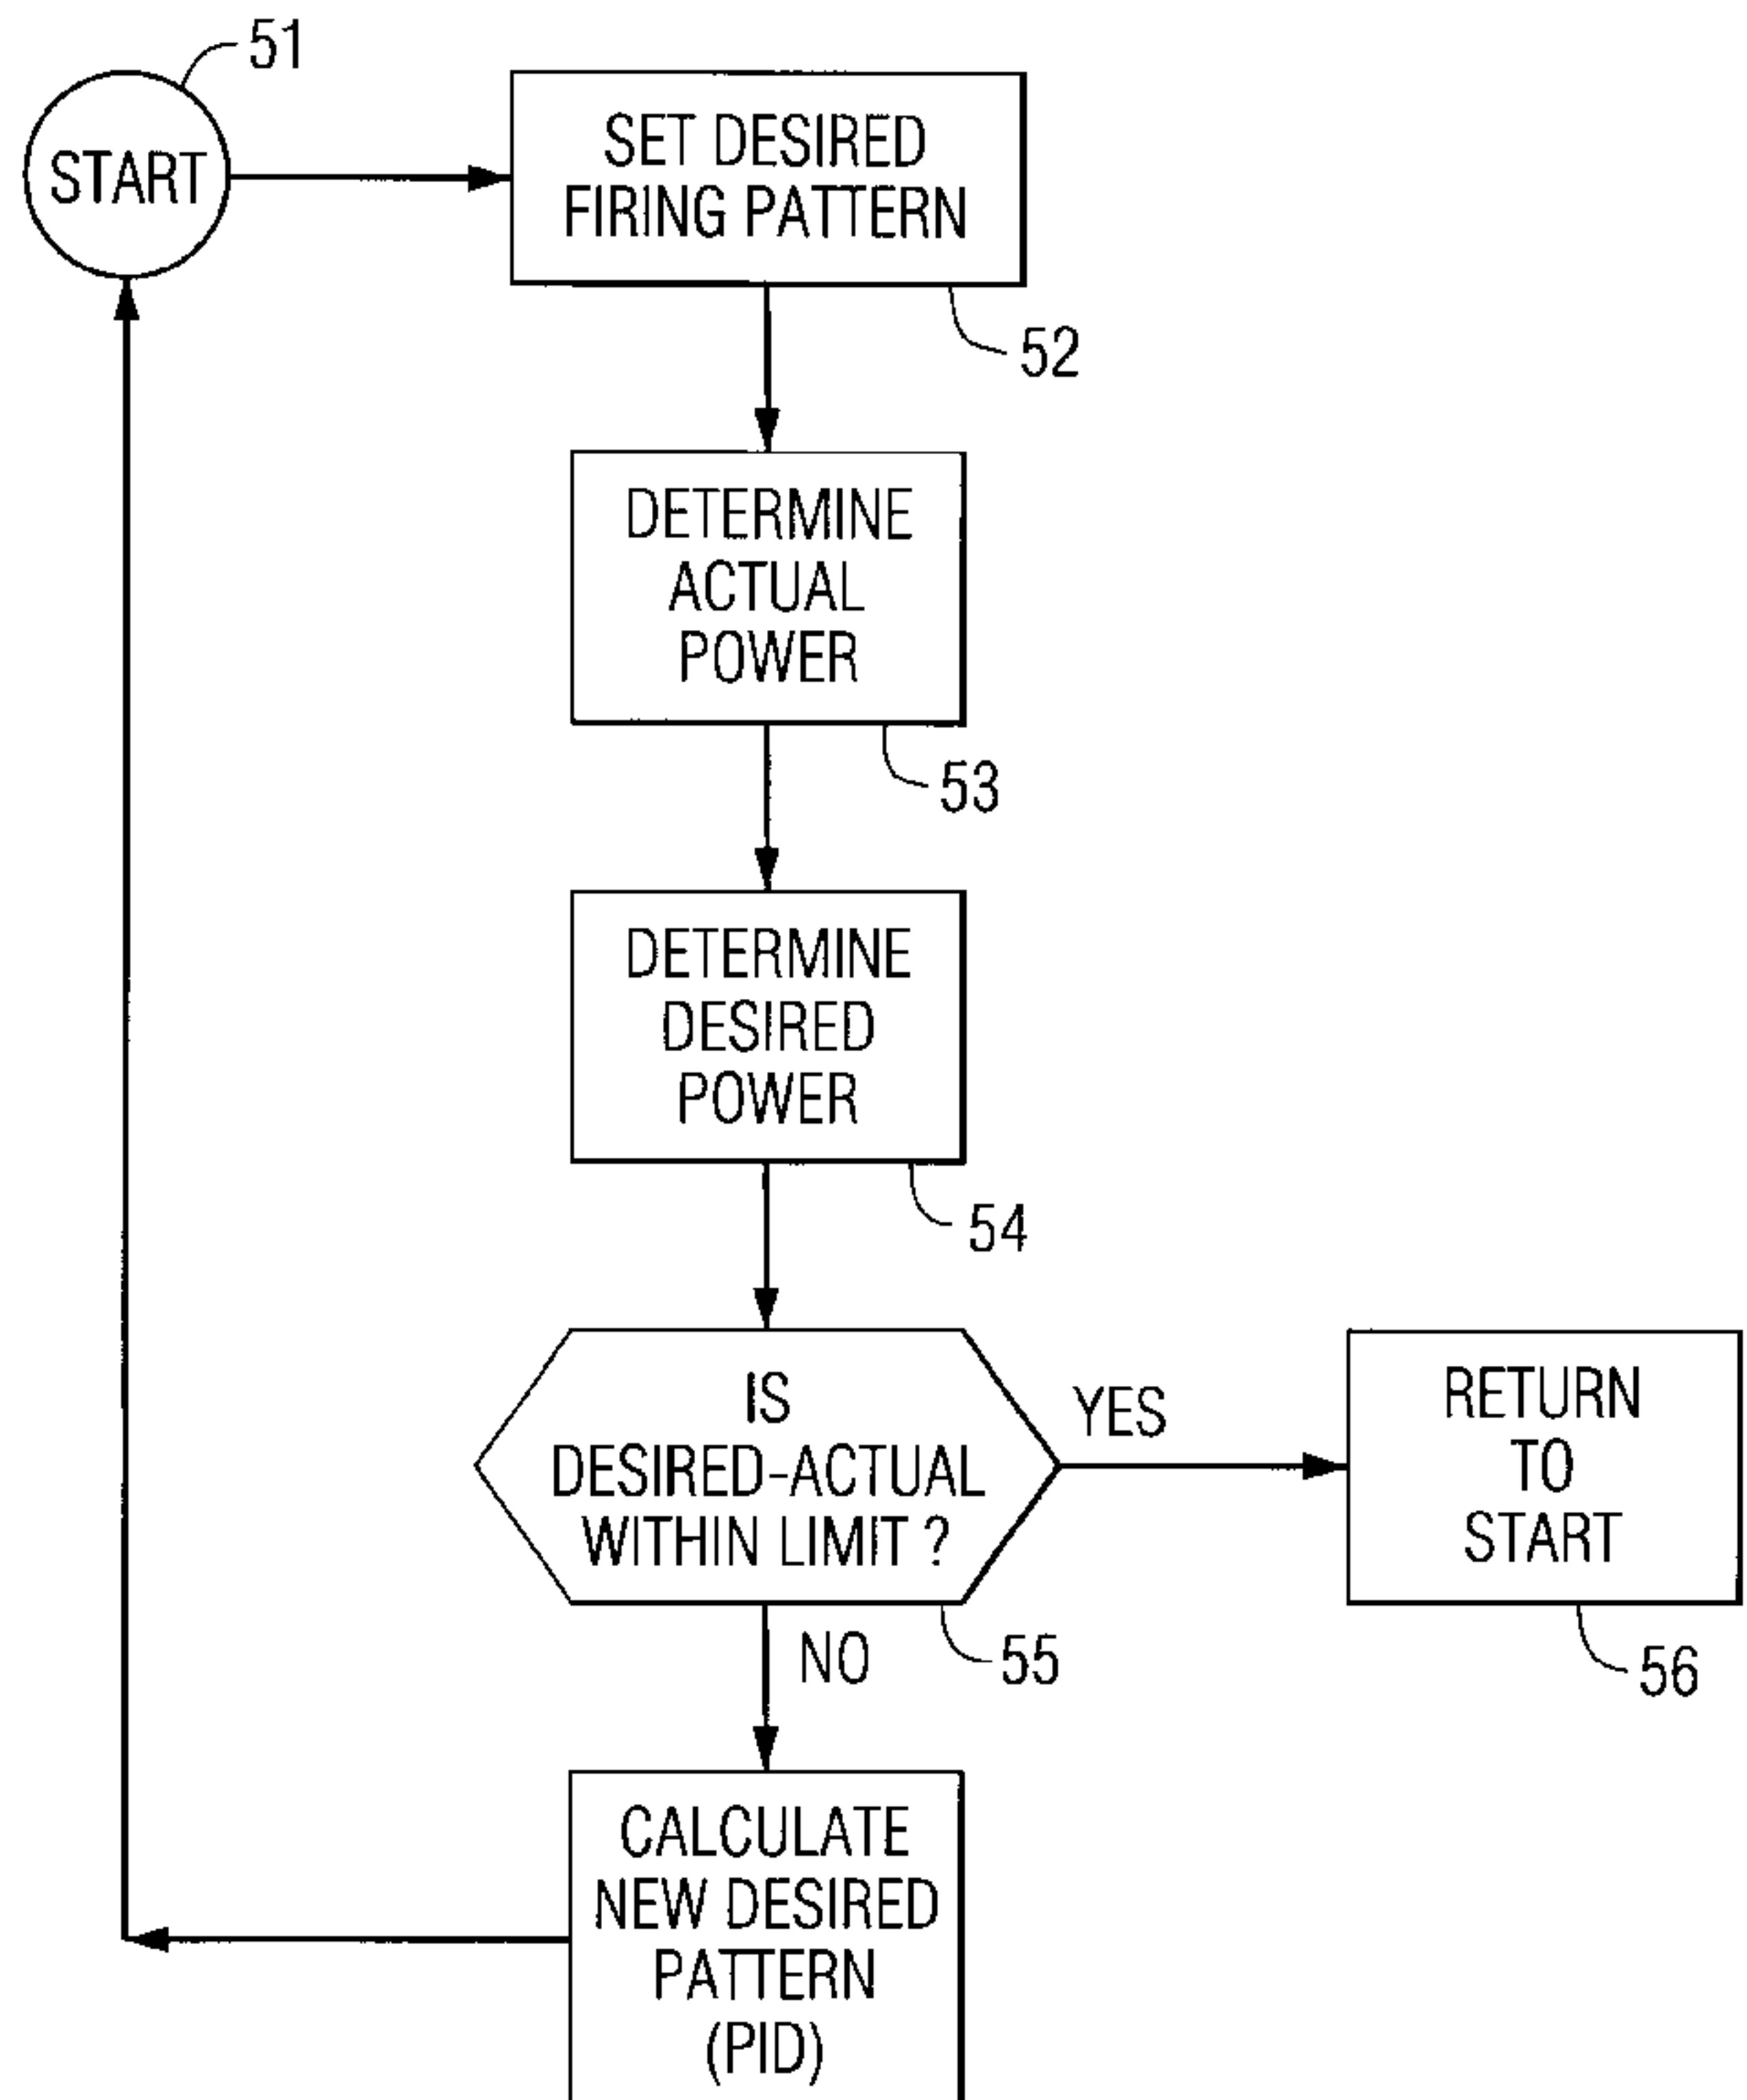 51
START
SET DESIRED
FIRING PATTERN
52
DETERMINE
ACTUAL
POWER
53
DETERMINE
DESIRED
POWER
54
IS
DESIRED-ACTUAL
WITHIN LIMIT ?
YES
NO
55
RETURN
TO
START
56
CALCULATE
NEW DESIRED
PATTERN
(PID)